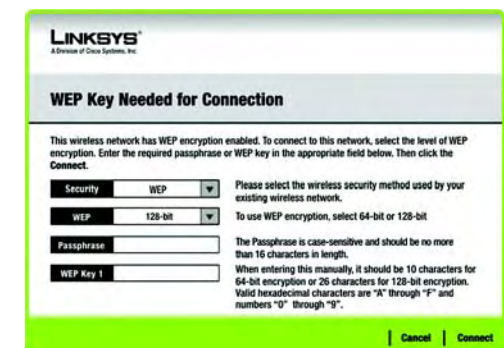 LINKSYS®
A Division of Cisco Systems, Inc.
WEP Key Needed for Connection
This wireless network has WEP encryption enabled. To connect to this network, select the level of WEP
encryption. Enter the required passphrase or WEP key in the appropriate field below. Then click the
Connect.
Security WEP Please select the wireless security method used by your
existing wireless network.
WEP 128-bit To use WEP encryption, select 64-bit or 128-bit
Passphrase The Passphrase is case-sensitive and should be no more
than 16 characters in length.
WEP Key 1 When entering this manually, it should be 10 characters for
64-bit encryption or 26 characters for 128-bit encryption.
Valid hexadecimal characters are "A" through "F" and
numbers "0" through "9".
Cancel Connect